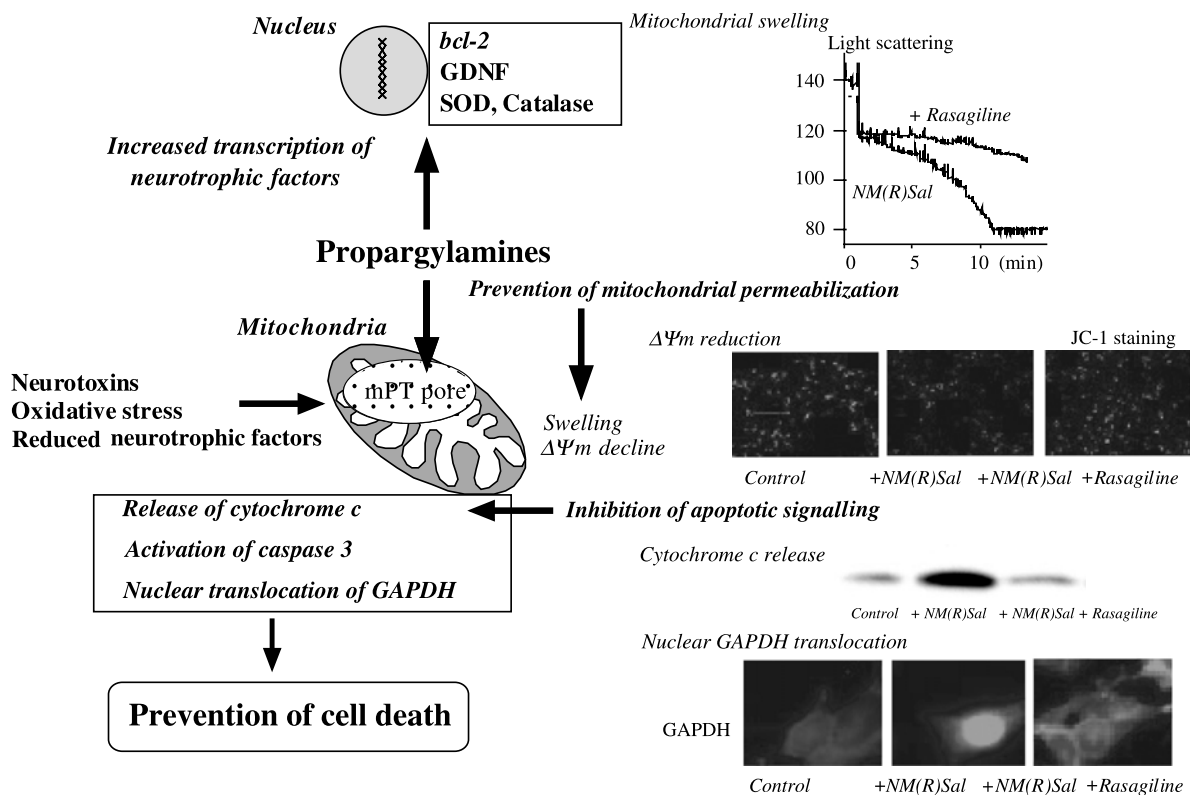 Nucleus
bcl-2
GDNF
SOD, Catalase
Increased transcription of
neurotrophic factors
Propargylamines
Mitochondria
mPT pore
Neurotoxins
Oxidative stress
Reduced neurotrophic factors
Prevention of mitochondrial permeabilization
Swelling
ΔΨm decline
Release of cytochrome c
Activation of caspase 3
Nuclear translocation of GAPDH
Inhibition of apoptotic signalling
Prevention of cell death
Mitochondrial swelling
Light scattering
140
120
100
80
+ Rasagiline
NM(R)Sal
0 5 10 (min)
ΔΨm reduction JC-1 staining
Control +NM(R)Sal +NM(R)Sal +Rasagiline
Cytochrome c release
Control + NM(R)Sal + NM(R)Sal + Rasagiline
Nuclear GAPDH translocation
GAPDH
Control +NM(R)Sal +NM(R)Sal +Rasagiline